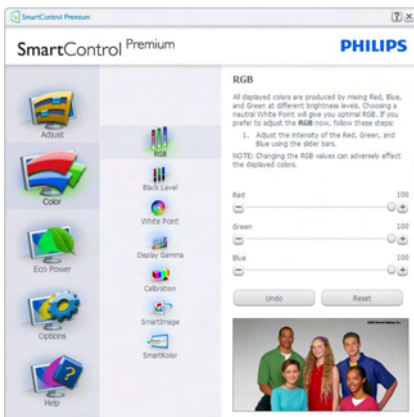 SmartControl Premium
SmartControl Premium
PHILIPS
Adjust
Color
Eco Power
Options
Help
RGB
Black Level
White Point
Display Gamma
Calibration
SmartImage
SmartKolor
RGB
All displayed colors are produced by mixing Red, Blue,
and Green at different brightness levels. Choosing a
neutral White Point will give you optimal RGB. If you
prefer to adjust the RGB now, follow these steps:
1. Adjust the intensity of the Red, Green, and
Blue using the slider bars.
NOTE: Changing the RGB values can adversely effect
the displayed colors.
Red 100
Green 100
Blue 100
Undo Reset